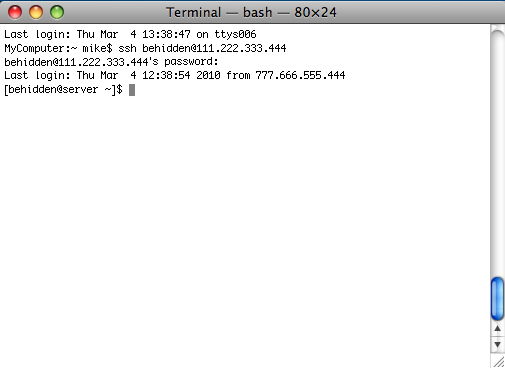 Terminal — bash — 80×24
Last login: Thu Mar  4 13:38:47 on ttys006
MyComputer:~ mike$ ssh behidden@111.222.333.444
behidden@111.222.333.444's password:
Last login: Thu Mar  4 12:38:54 2010 from 777.666.555.444
[behidden@server ~]$